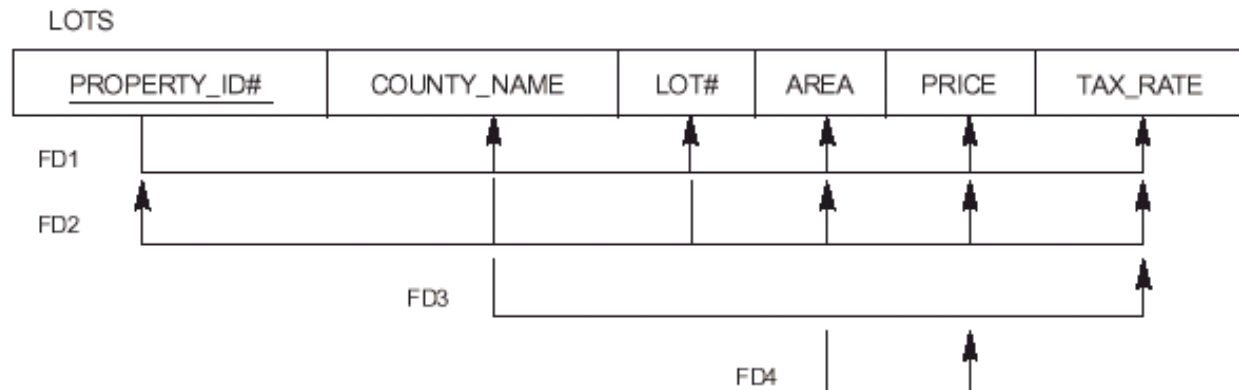 LOTS
PROPERTY_ID# COUNTY_NAME LOT# AREA PRICE TAX_RATE
FD1
FD2
FD3
FD4